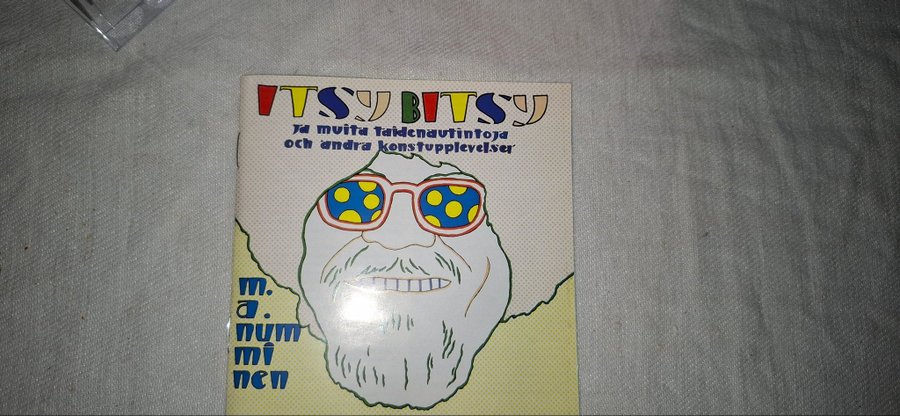 ITSY BITSY
ja muita taidenautintoja
och andra konstupplevelser
m.
a.
num
mi
nen